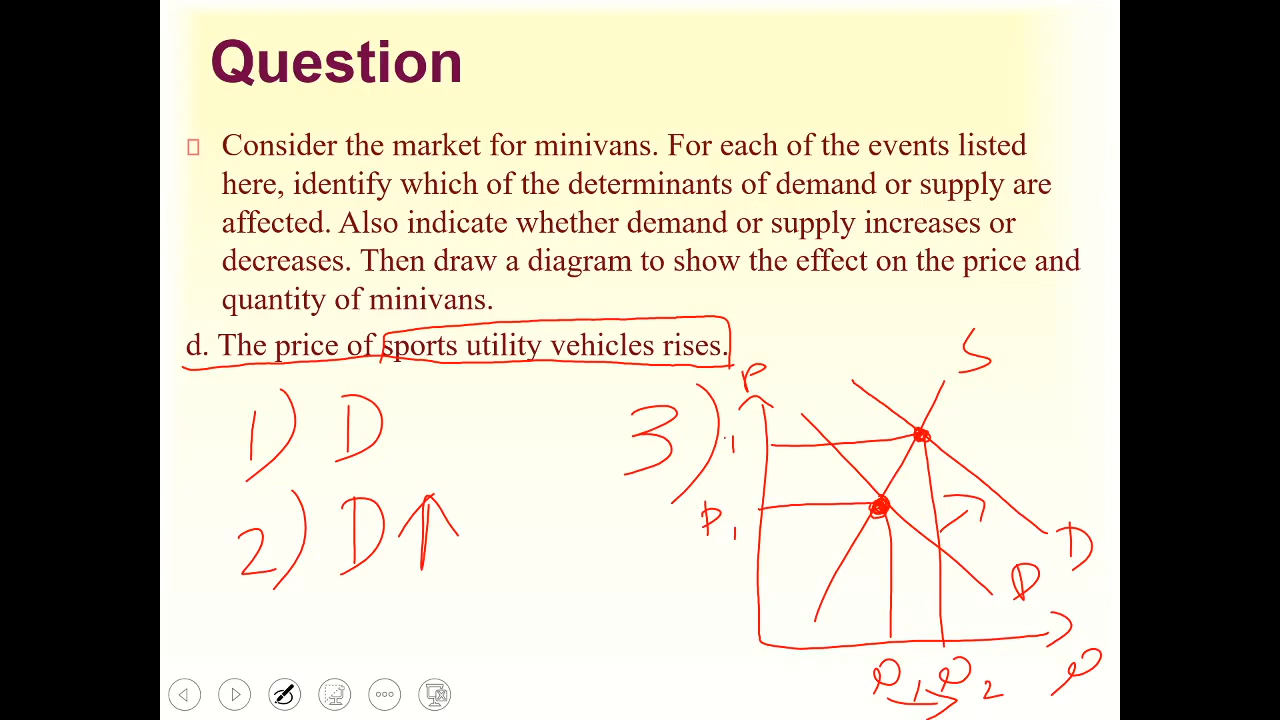 Question
Consider the market for minivans. For each of the events listed
here, identify which of the determinants of demand or supply are
affected. Also indicate whether demand or supply increases or
decreases. Then draw a diagram to show the effect on the price and
quantity of minivans.
d. The price of sports utility vehicles rises.
1) D
2) D↑
3)
P
S
P1
D
D
Q1 Q2
Q